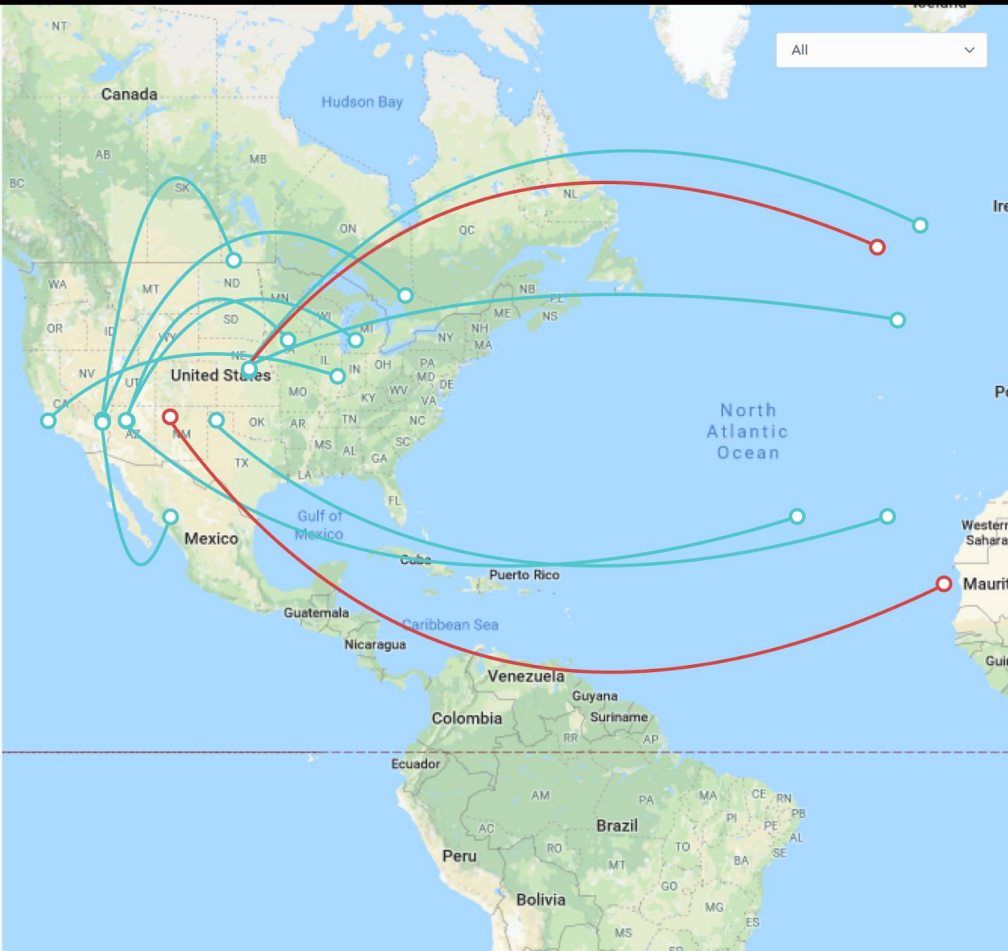 Iceland
NT
All
Canada
Hudson Bay
AB
MB
BC
SK
NL
Ire
ON
QC
WA
MT
ND
NB
PE
MN
OR
ID
SD
WI
MI
ME
NS
WY
NY
NH
MA
NE
IA
NV
UT
United States
IL
IN
OH
PA
MD
DE
MO
KY
WV
VA
CA
Po
North
Atlantic
Ocean
AZ
NM
OK
AR
TN
NC
SC
MS
AL
GA
TX
LA
FL
Gulf of
Mexico
Western
Sahara
Mexico
Cuba
Puerto Rico
Maurit
Guatemala
Caribbean Sea
Nicaragua
Gui
Venezuela
Guyana
Colombia
Suriname
RR
AP
Ecuador
AM
PA
MA
CE
RN
PB
PI
PE
AL
AC
Brazil
SE
RO
TO
BA
Peru
MT
GO
Bolivia
MG
ES
MS
SP